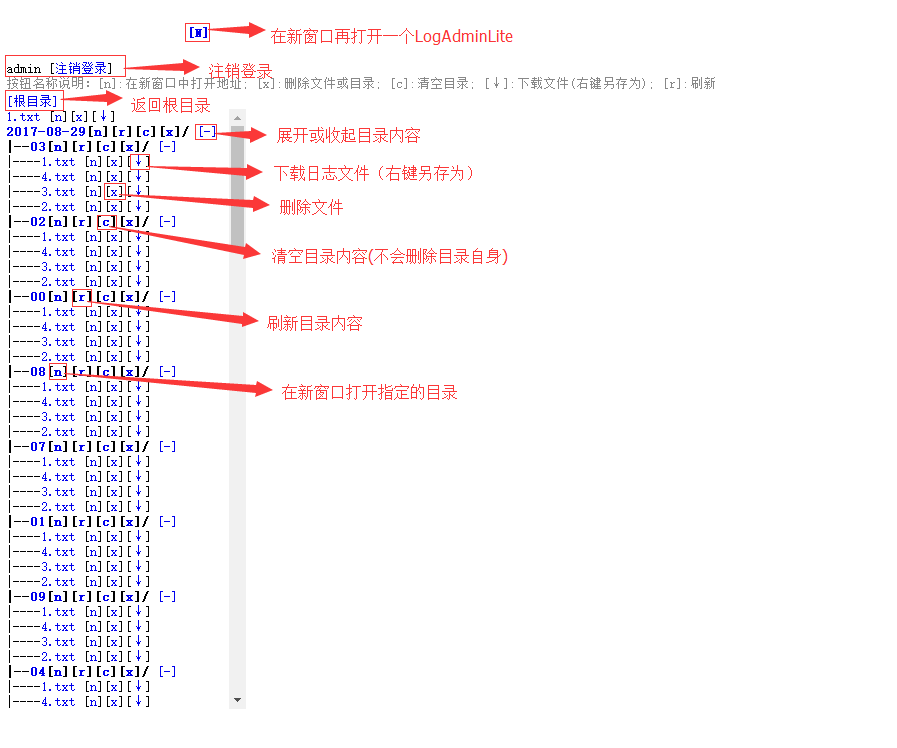 [N] 在新窗口再打开一个LogAdminLite
admin [注销登录] 注销登录
按钮名称说明: [n]:在新窗口中打开地址; [x]:删除文件或目录; [c]:清空目录; [↓]:下载文件(右键另存为); [r]:刷新
[根目录] 返回根目录
1.txt [n][x][↓]
2017-08-29[n][r][c][x]/ [-] 展开或收起目录内容
|--03[n][r][c][x]/ [-]
|----1.txt [n][x][↓] 下载日志文件（右键另存为）
|----4.txt [n][x][↓]
|----3.txt [n][x][↓] 删除文件
|----2.txt [n][x][↓]
|--02[n][r][c][x]/ [-]
|----1.txt [n][x][↓]
|----4.txt [n][x][↓] 清空目录内容(不会删除目录自身)
|----3.txt [n][x][↓]
|----2.txt [n][x][↓]
|--00[n][r][c][x]/ [-]
|----1.txt [n][x][↓]
|----4.txt [n][x][↓] 刷新目录内容
|----3.txt [n][x][↓]
|----2.txt [n][x][↓]
|--08[n][r][c][x]/ [-]
|----1.txt [n][x][↓] 在新窗口打开指定的目录
|----4.txt [n][x][↓]
|----3.txt [n][x][↓]
|----2.txt [n][x][↓]
|--07[n][r][c][x]/ [-]
|----1.txt [n][x][↓]
|----4.txt [n][x][↓]
|----3.txt [n][x][↓]
|----2.txt [n][x][↓]
|--01[n][r][c][x]/ [-]
|----1.txt [n][x][↓]
|----4.txt [n][x][↓]
|----3.txt [n][x][↓]
|----2.txt [n][x][↓]
|--09[n][r][c][x]/ [-]
|----1.txt [n][x][↓]
|----4.txt [n][x][↓]
|----3.txt [n][x][↓]
|----2.txt [n][x][↓]
|--04[n][r][c][x]/ [-]
|----1.txt [n][x][↓]
|----4.txt [n][x][↓]